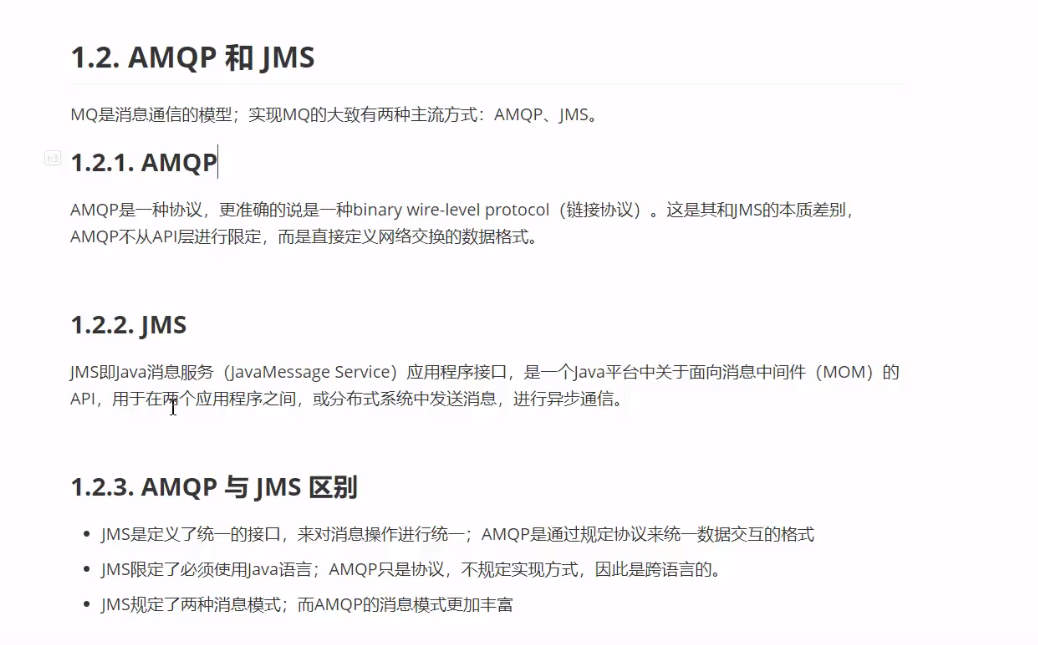 1.2. AMQP 和 JMS
MQ是消息通信的模型；实现MQ的大致有两种主流方式：AMQP、JMS。
h3
1.2.1. AMQP
AMQP是一种协议，更准确的说是一种binary wire-level protocol（链接协议）。这是其和JMS的本质差别，
AMQP不从API层进行限定，而是直接定义网络交换的数据格式。
1.2.2. JMS
JMS即Java消息服务（JavaMessage Service）应用程序接口，是一个Java平台中关于面向消息中间件（MOM）的
API，用于在两个应用程序之间，或分布式系统中发送消息，进行异步通信。
1.2.3. AMQP 与 JMS 区别
• JMS是定义了统一的接口，来对消息操作进行统一；AMQP是通过规定协议来统一数据交互的格式
• JMS限定了必须使用Java语言；AMQP只是协议，不规定实现方式，因此是跨语言的。
• JMS规定了两种消息模式；而AMQP的消息模式更加丰富